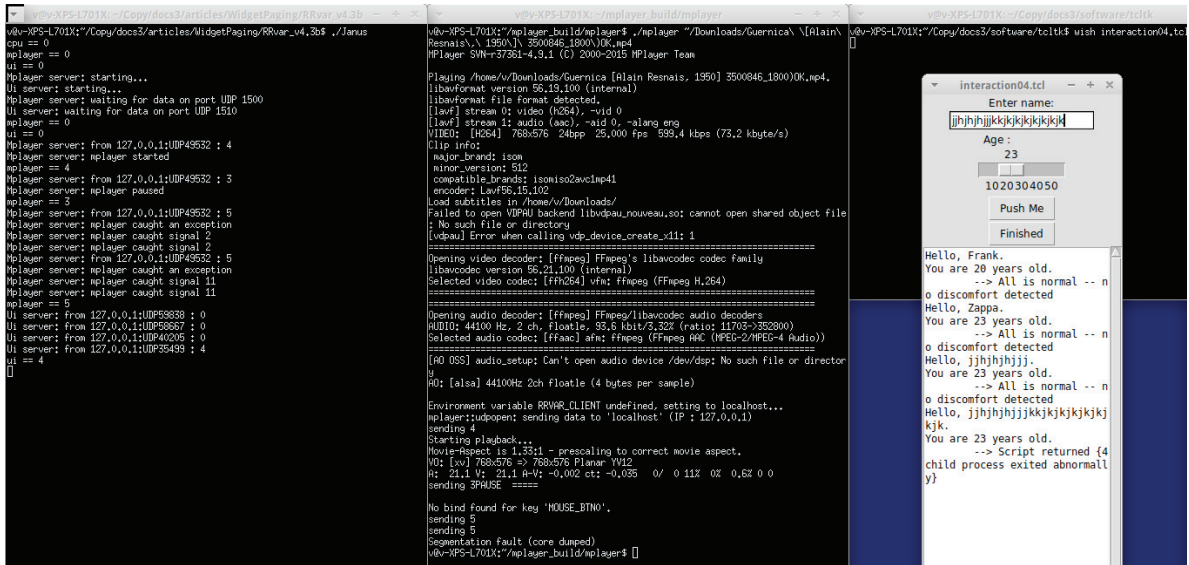 v@v-XPS-L701X: ~/Copy/docs3/articles/WidgetPaging/RRvar_v4.3b
v@v-XPS-L701X:~/Copy/docs3/articles/WidgetPaging/RRvar_v4.3b$ ./Janus
cpu == 0
mplayer == 0
ui == 0
Mplayer server: starting...
Ui server: starting...
Mplayer server: waiting for data on port UDP 1500
Ui server: waiting for data on port UDP 1510
mplayer == 0
ui == 0
Mplayer server: from 127.0.0.1:UDP49532 : 4
Mplayer server: mplayer started
mplayer == 4
Mplayer server: from 127.0.0.1:UDP49532 : 3
Mplayer server: mplayer paused
mplayer == 3
Mplayer server: from 127.0.0.1:UDP49532 : 5
Mplayer server: mplayer caught an exception
Mplayer server: mplayer caught signal 2
Mplayer server: mplayer caught signal 2
Mplayer server: from 127.0.0.1:UDP49532 : 5
Mplayer server: mplayer caught an exception
Mplayer server: mplayer caught signal 11
Mplayer server: mplayer caught signal 11
mplayer == 5
Ui server: from 127.0.0.1:UDP59838 : 0
Ui server: from 127.0.0.1:UDP58667 : 0
Ui server: from 127.0.0.1:UDP40205 : 0
Ui server: from 127.0.0.1:UDP35499 : 4
ui == 4
v@v-XPS-L701X: ~/mplayer_build/mplayer
v@v-XPS-L701X:~/mplayer_build/mplayer$ ./mplayer ~/Downloads/Guernica\ \[Alain\
Resnais\,\ 1950\]\ 3500846_1800\)OK.mp4
MPlayer SVN-r37361-4.9.1 (C) 2000-2015 MPlayer Team
Playing /home/v/Downloads/Guernica [Alain Resnais, 1950] 3500846_1800)OK.mp4.
libavformat version 56.19.100 (internal)
libavformat file format detected.
[lavf] stream 0: video (h264), -vid 0
[lavf] stream 1: audio (aac), -aid 0, -alang eng
VIDEO:  [H264]  768x576  24bpp  25.000 fps  599.4 kbps (73.2 kbyte/s)
Clip info:
major_brand: isom
minor_version: 512
compatible_brands: isomiso2avc1mp41
encoder: Lavf56.15.102
Load subtitles in /home/v/Downloads/
Failed to open VDPAU backend libvdpau_nouveau.so: cannot open shared object file
: No such file or directory
[vdpau] Error when calling vdp_device_create_x11: 1
==========================================================================
Opening video decoder: [ffmpeg] FFmpeg's libavcodec codec family
libavcodec version 56.21.100 (internal)
Selected video codec: [ffh264] vfm: ffmpeg (FFmpeg H.264)
==========================================================================
==========================================================================
Opening audio decoder: [ffmpeg] FFmpeg/libavcodec audio decoders
AUDIO: 44100 Hz, 2 ch, floatle, 93.6 kbit/3.32% (ratio: 11703->352800)
Selected audio codec: [ffaac] afm: ffmpeg (FFmpeg AAC (MPEG-2/MPEG-4 Audio))
==========================================================================
[AO OSS] audio_setup: Can't open audio device /dev/dsp: No such file or director
y
AO: [alsa] 44100Hz 2ch floatle (4 bytes per sample)
Environment variable RRVAR_CLIENT undefined, setting to localhost...
mplayer::udpopen: sending data to 'localhost' (IP : 127.0.0.1)
sending 4
Starting playback...
Movie-Aspect is 1.33:1 - prescaling to correct movie aspect.
VO: [xv] 768x576 => 768x576 Planar YV12
A:  21.1 V:  21.1 A-V: -0.002 ct: -0.035   0/  0 11%  0%  0.6% 0 0
sending 3PAUSE  =====
No bind found for key 'MOUSE_BTN0'.
sending 5
sending 5
Segmentation fault (core dumped)
v@v-XPS-L701X:~/mplayer_build/mplayer$
v@v-XPS-L701X: ~/Copy/docs3/software/tcltk
v@v-XPS-L701X:~/Copy/docs3/software/tcltk$ wish interaction04.tcl
interaction04.tcl
Enter name:
jjhjhjhjjjkkjkjkjkjkjkjk
Age :
23
1020304050
Push Me
Finished
Hello, Frank.
You are 20 years old.
--> All is normal -- n
o discomfort detected
Hello, Zappa.
You are 23 years old.
--> All is normal -- n
o discomfort detected
Hello, jjhjhjhjjj.
You are 23 years old.
--> All is normal -- n
o discomfort detected
Hello, jjhjhjhjjjkkjkjkjkjkj
kjk.
You are 23 years old.
--> Script returned {4
child process exited abnormall
y}